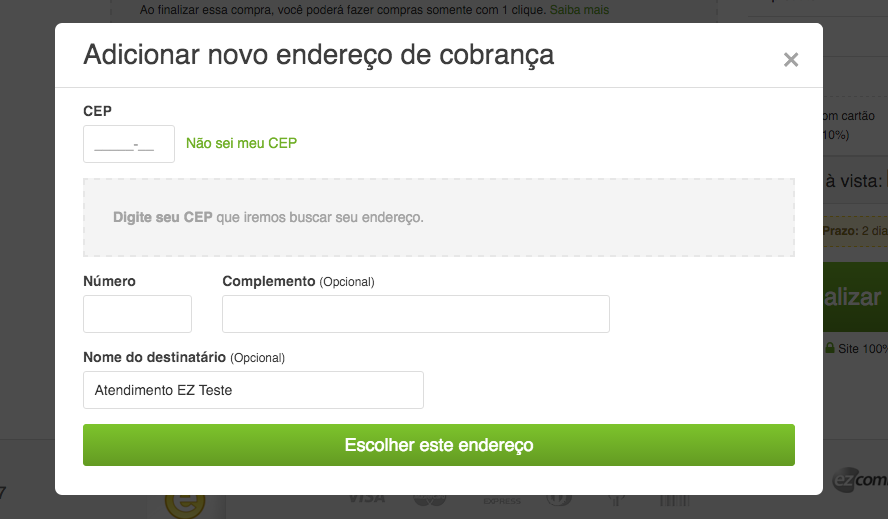 Ao finalizar essa compra, você poderá fazer compras somente com 1 clique. Saiba mais
Adicionar novo endereço de cobrança
×
CEP
_____-__ Não sei meu CEP
om cartão
10%)
à vista:
Digite seu CEP que iremos buscar seu endereço.
Prazo: 2 dia
Número Complemento (Opcional)
alizar
Nome do destinatário (Opcional)
Site 100%
Atendimento EZ Teste
Escolher este endereço
7
VISA
EXPRESS
ezcom